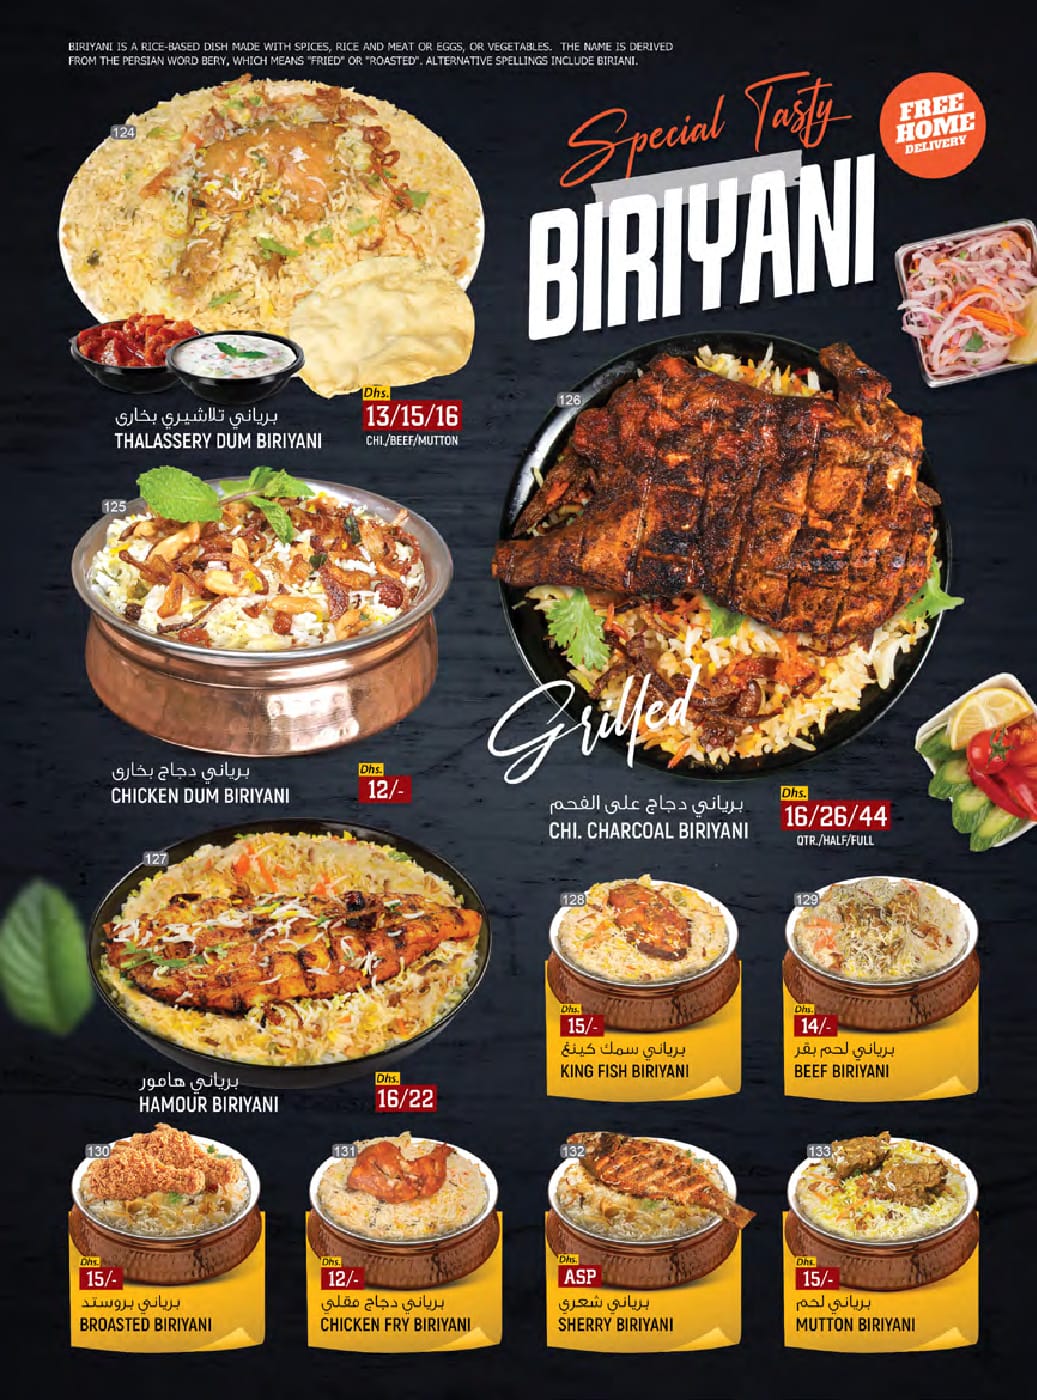 BIRIYANI IS A RICE-BASED DISH MADE WITH SPICES, RICE AND MEAT OR EGGS, OR VEGETABLES. THE NAME IS DERIVED
FROM THE PERSIAN WORD BERY, WHICH MEANS "FRIED" OR "ROASTED". ALTERNATIVE SPELLINGS INCLUDE BIRIANI.
Special Tasty
BIRIYANI
FREE
HOME
DELIVERY
124
برياني تلاشيري بخارى
THALASSERY DUM BIRIYANI
Dhs.
13/15/16
CHI./BEEF/MUTTON
125
برياني دجاج بخارى
CHICKEN DUM BIRIYANI
Dhs.
12/-
126
Grilled
برياني دجاج على الفحم
CHI. CHARCOAL BIRIYANI
Dhs.
16/26/44
QTR./HALF/FULL
127
برياني هامور
HAMOUR BIRIYANI
Dhs.
16/22
128
Dhs.
15/-
برياني سمك كينغ
KING FISH BIRIYANI
129
Dhs.
14/-
برياني لحم بقر
BEEF BIRIYANI
130
Dhs.
15/-
برياني بروستد
BROASTED BIRIYANI
131
Dhs.
12/-
برياني دجاج مقلي
CHICKEN FRY BIRIYANI
132
Dhs.
ASP
برياني شعري
SHERRY BIRIYANI
133
Dhs.
15/-
برياني لحم
MUTTON BIRIYANI